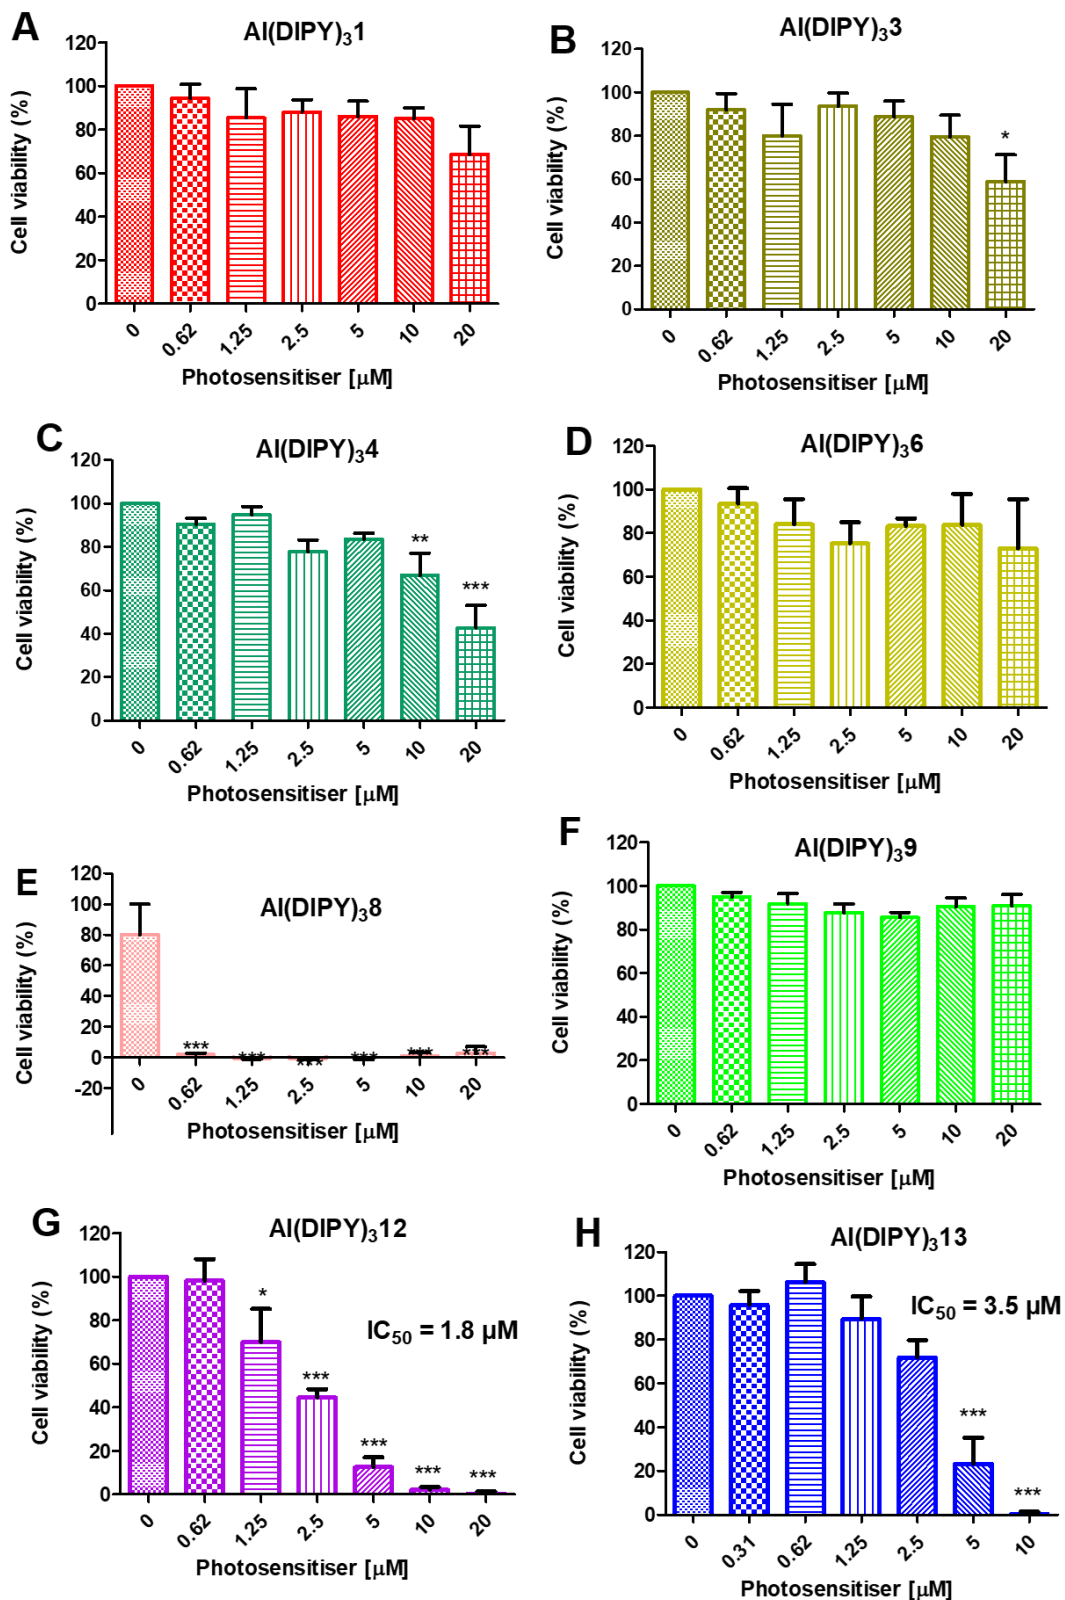 A
Al(DIPY)₃1
Cell viability (%)
120
100
80
60
40
20
0
0 0.62 1.25 2.5 5 10 20
Photosensitiser [μM]
B
Al(DIPY)₃3
Cell viability (%)
120
100
80
60
40
20
0
*
0 0.62 1.25 2.5 5 10 20
Photosensitiser [μM]
C
Al(DIPY)₃4
Cell viability (%)
120
100
80
60
40
20
0
** ***
0 0.62 1.25 2.5 5 10 20
Photosensitiser [μM]
D
Al(DIPY)₃6
Cell viability (%)
120
100
80
60
40
20
0
0 0.62 1.25 2.5 5 10 20
Photosensitiser [μM]
E
Al(DIPY)₃8
Cell viability (%)
120
100
80
60
40
20
0
-20
*** *** *** *** *** ***
0 0.62 1.25 2.5 5 10 20
Photosensitiser [μM]
F
Al(DIPY)₃9
Cell viability (%)
120
100
80
60
40
20
0
0 0.62 1.25 2.5 5 10 20
Photosensitiser [μM]
G
Al(DIPY)₃12
Cell viability (%)
120
100
80
60
40
20
0
IC₅₀ = 1.8 μM
* *** *** *** ***
0 0.62 1.25 2.5 5 10 20
Photosensitiser [μM]
H
Al(DIPY)₃13
Cell viability (%)
120
100
80
60
40
20
0
IC₅₀ = 3.5 μM
*** ***
0 0.31 0.62 1.25 2.5 5 10
Photosensitiser [μM]